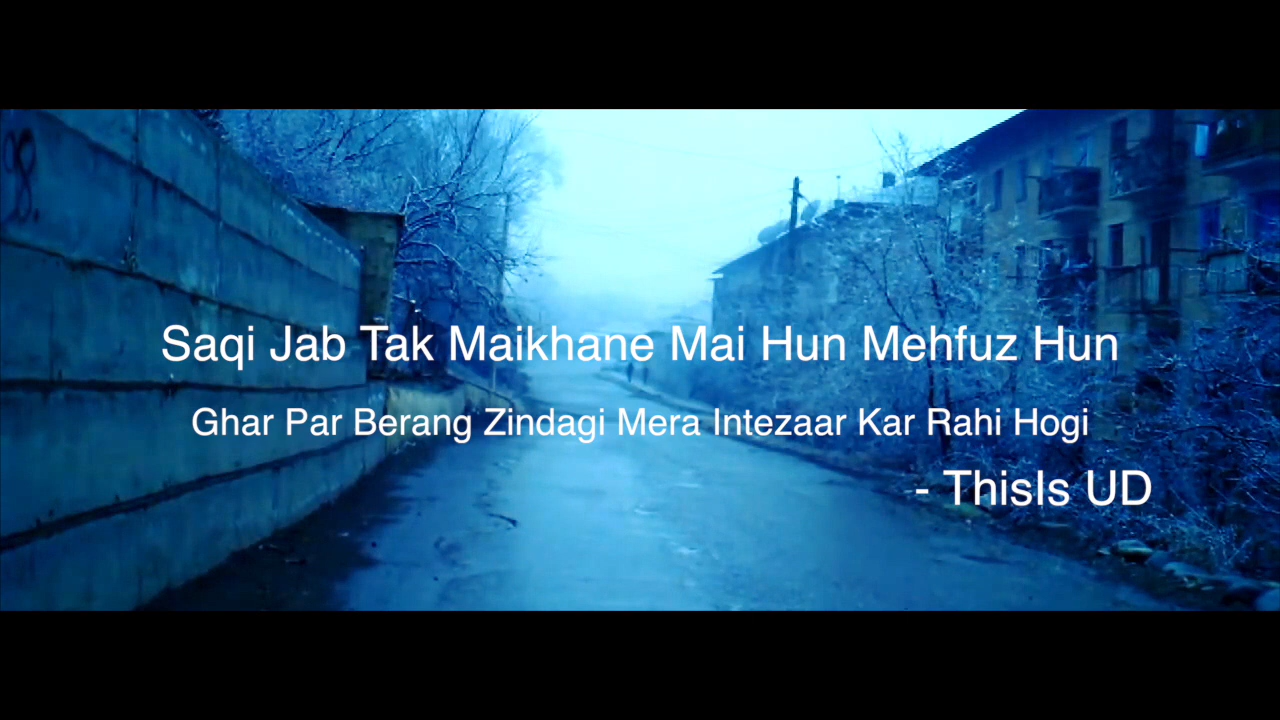 98.
Saqi Jab Tak Maikhane Mai Hun Mehfuz Hun
Ghar Par Berang Zindagi Mera Intezaar Kar Rahi Hogi
- ThisIs UD